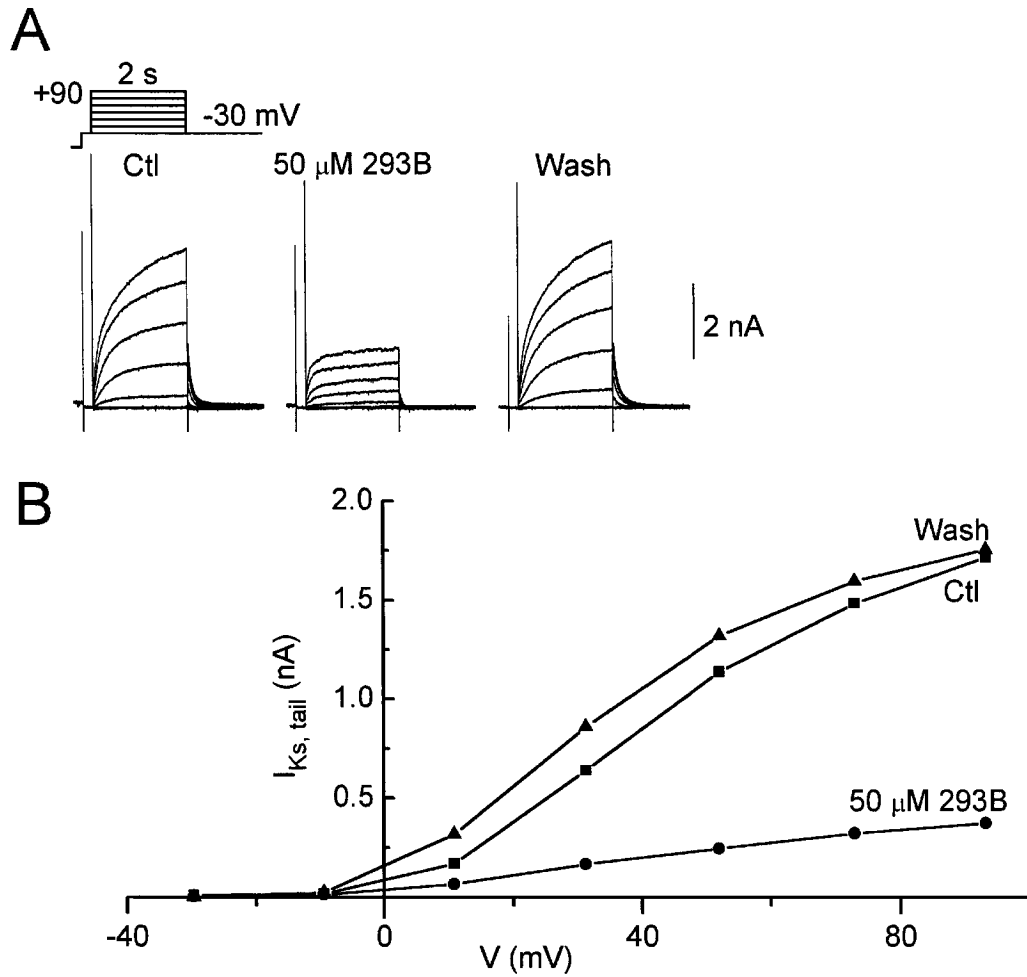 A
2 s
+90
-30 mV
Ctl
50 μM 293B
Wash
2 nA
B
2.0
1.5
1.0
0.5
I_Ks, tail (nA)
Wash
Ctl
50 μM 293B
-40
0
40
80
V (mV)